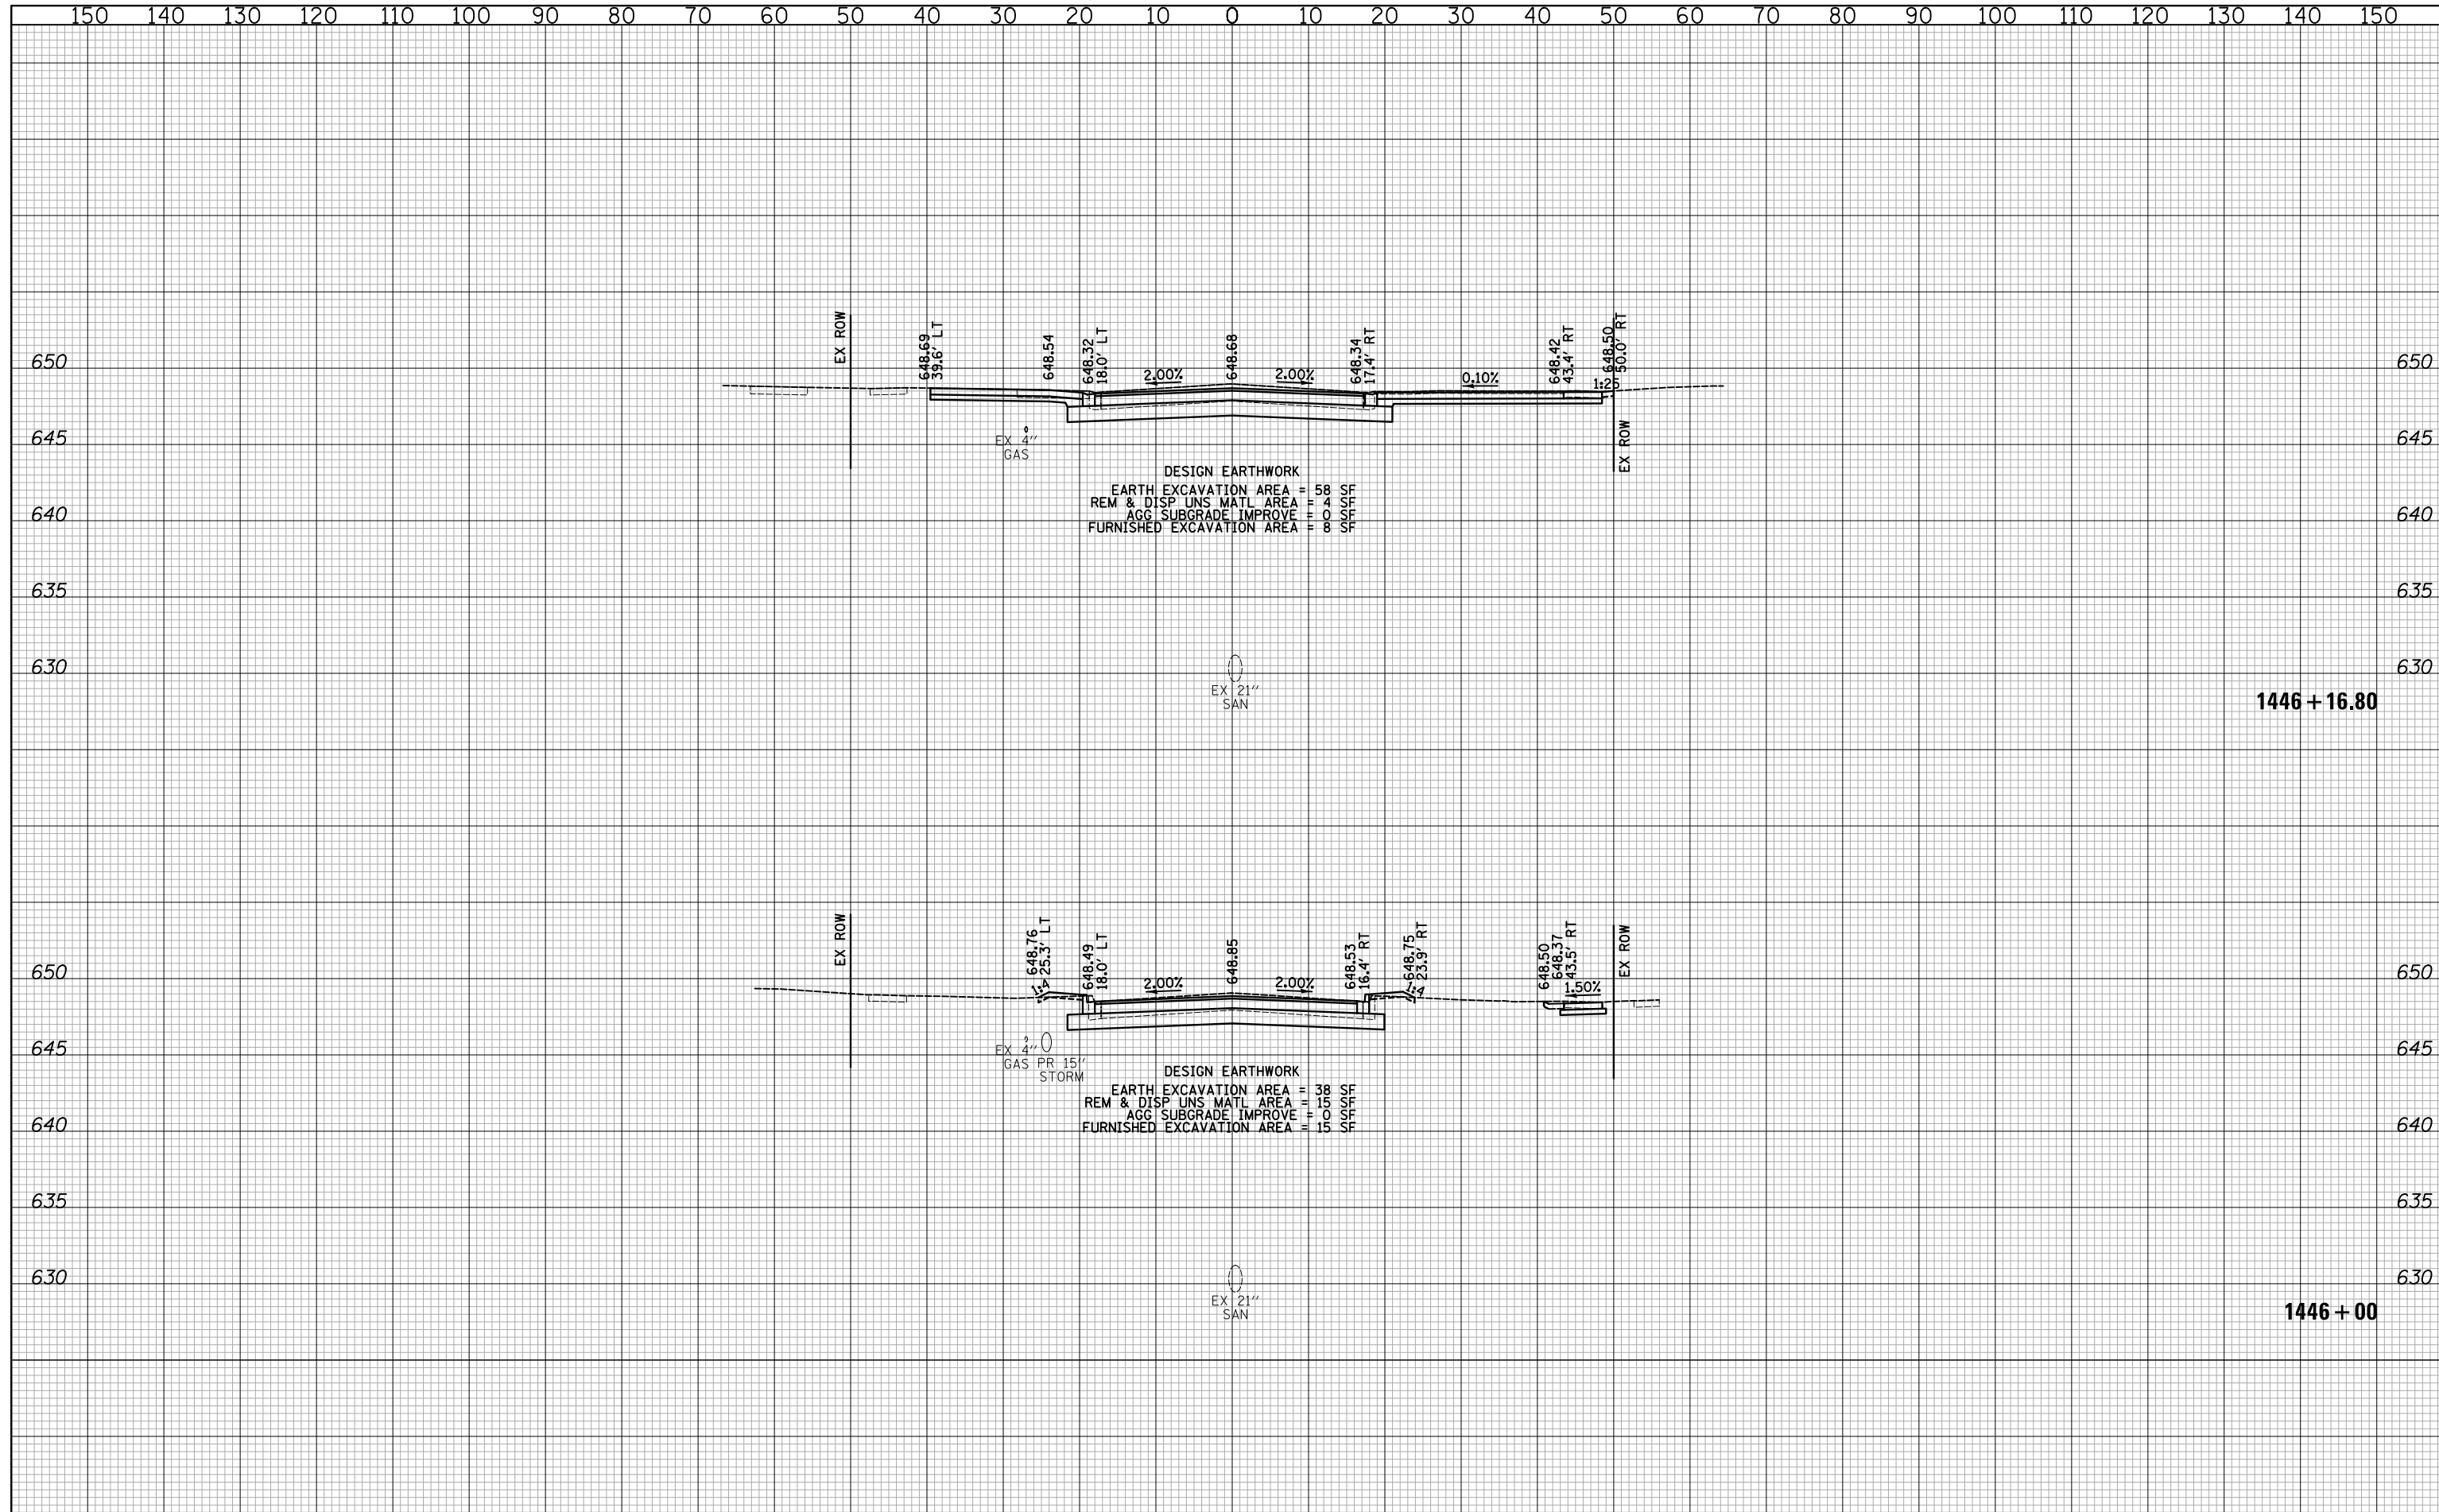 150 140 130 120 110 100 90 80 70 60 50 40 30 20 10 0 10 20 30 40 50 60 70 80 90 100 110 120 130 140 150
EX ROW
648.69
39.6' LT
648.54
648.32
18.0' LT
2.00%
648.68
2.00%
648.34
17.4' RT
0.10%
648.42
43.4' RT
1:25
648.50
50.0' RT
EX ROW
650 650
645 645
640 640
635 635
630 630
EX 4"
GAS
DESIGN EARTHWORK
EARTH EXCAVATION AREA = 58 SF
REM & DISP UNS MATL AREA = 4 SF
AGG SUBGRADE IMPROVE = 0 SF
FURNISHED EXCAVATION AREA = 8 SF
EX 21"
SAN
1446+16.80
EX ROW
648.76
25.3' LT
1:4
648.49
18.0' LT
2.00%
648.85
2.00%
648.53
16.4' RT
648.75
23.9' RT
1:4
648.50
648.37
43.5' RT
1.50%
EX ROW
650 650
645 645
640 640
635 635
630 630
EX 4"
GAS
PR 15"
STORM
DESIGN EARTHWORK
EARTH EXCAVATION AREA = 38 SF
REM & DISP UNS MATL AREA = 15 SF
AGG SUBGRADE IMPROVE = 0 SF
FURNISHED EXCAVATION AREA = 15 SF
EX 21"
SAN
1446+00